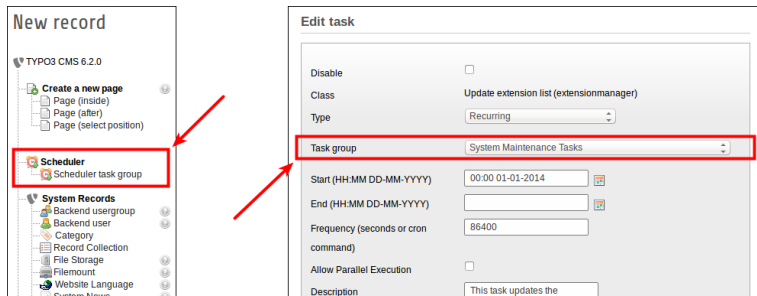 New record
TYPO3 CMS 6.2.0
Create a new page
Page (inside)
Page (after)
Page (select position)
Scheduler
Scheduler task group
System Records
Backend usergroup
Backend user
Category
Record Collection
File Storage
Filemount
Website Language
System News
Edit task
Disable
Class Update extension list (extensionmanager)
Type Recurring
Task group System Maintenance Tasks
Start (HH:MM DD-MM-YYYY) 00:00 01-01-2014
End (HH:MM DD-MM-YYYY)
Frequency (seconds or cron 86400
command)
Allow Parallel Execution
Description This task updates the